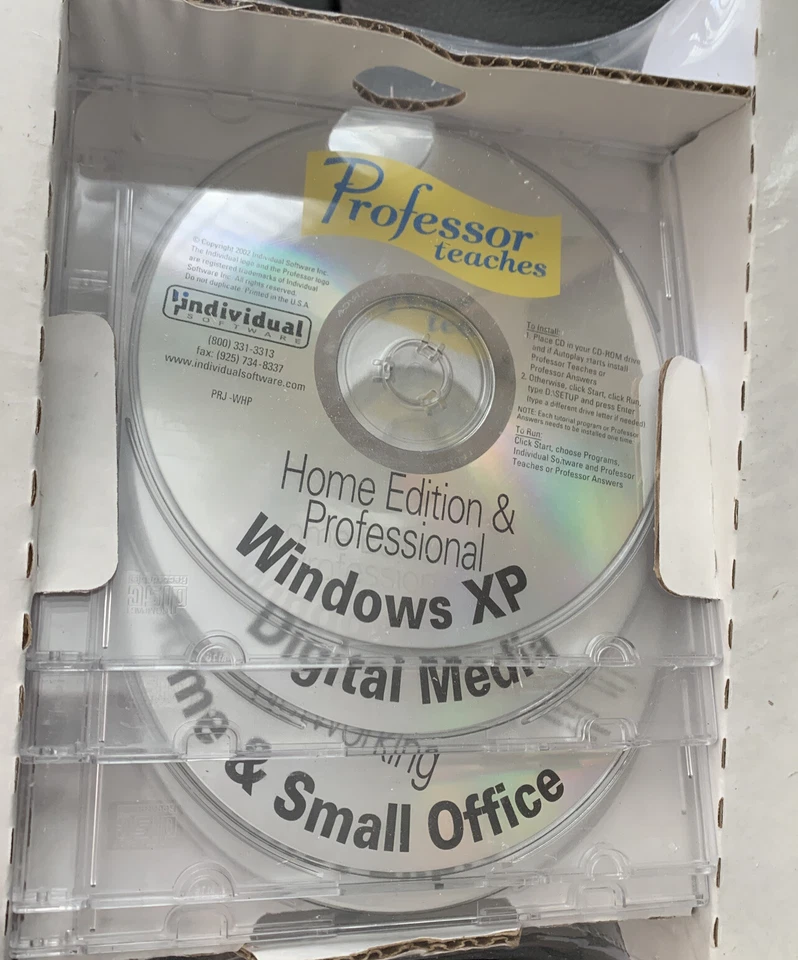 Professor
teaches
© Copyright 2002 Individual Software Inc.
The Individual logo and the Professor logo
are registered trademarks of Individual
Software Inc. All rights reserved.
Do not duplicate. Printed in the U.S.A.
individual
SOFTWARE
(800) 331-3313
fax: (925) 734-8337
www.individualsoftware.com
PRJ -WHP
To Install:
1. Place CD in your CD-ROM drive
and if Autoplay starts install
Professor Teaches or
Professor Answers
2. Otherwise, click Start, click Run,
type D:\SETUP and press Enter
(type a different drive letter if needed)
NOTE: Each tutorial program or Professor
Answers needs to be installed one time
To Run:
Click Start, choose Programs,
Individual Software and Professor
Teaches or Professor Answers
Home Edition &
Professional
Windows XP
Digital Media
Networking
me & Small Office